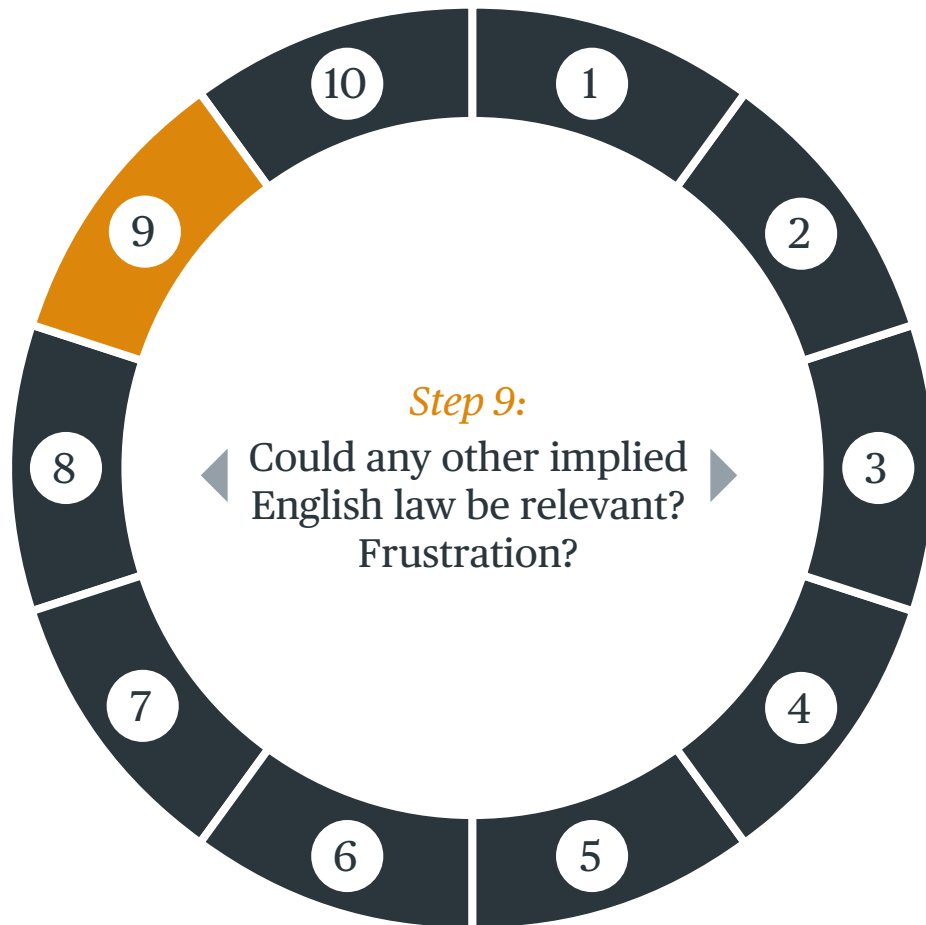 10
1
9
2
Step 9:
Could any other implied
English law be relevant?
Frustration?
8
3
7
4
6
5